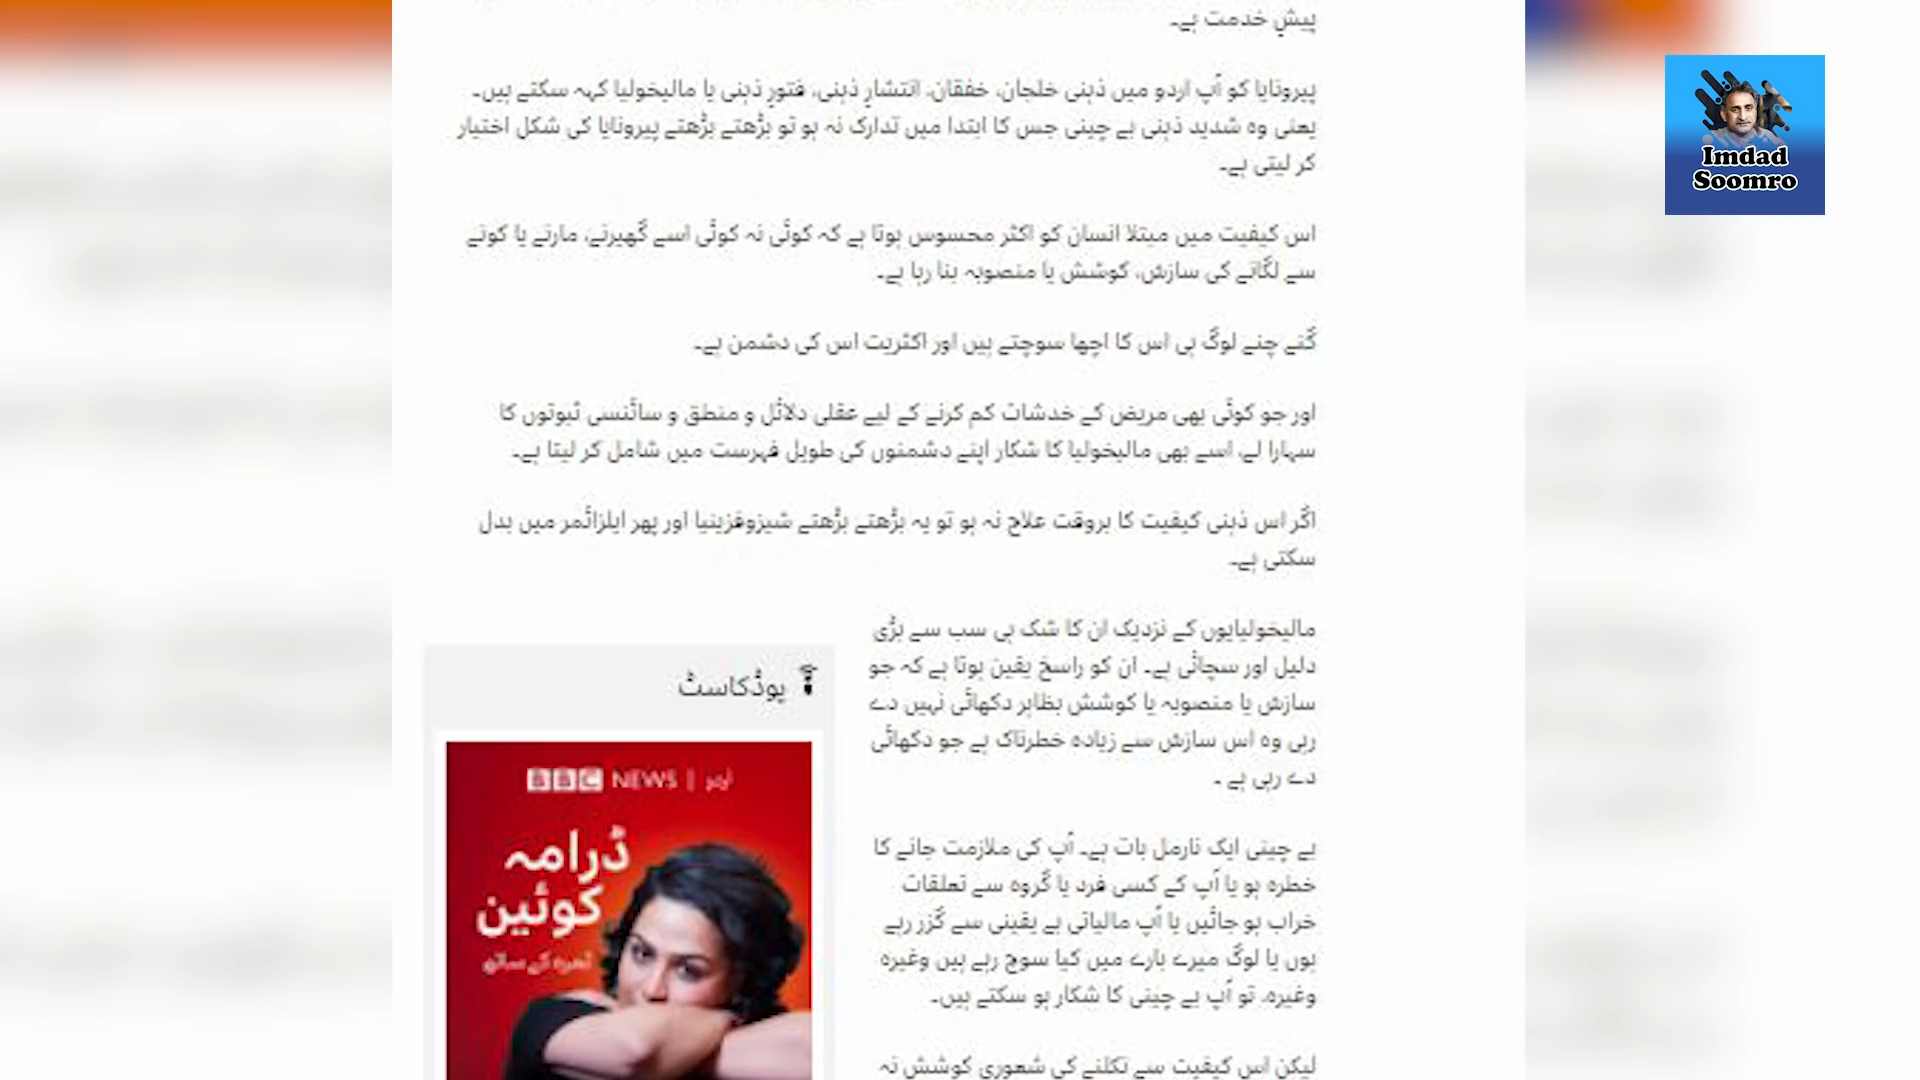 پیشِ خدمت ہے۔
پیرونایا کو آپ اردو میں ذہنی خلجان، خفقان، انتشارِ ذہنی، فتورِ ذہنی یا مالیخولیا کہہ سکتے ہیں۔
یعنی وہ شدید ذہنی بے چینی جس کا ابتدا میں تدارک نہ ہو تو بڑھتے بڑھتے پیرونایا کی شکل اختیار
کر لیتی ہے۔
اس کیفیت میں مبتلا انسان کو اکثر محسوس ہوتا ہے کہ کوئی نہ کوئی اسے گھیرنے، مارنے یا کونے
سے لگانے کی سازش، کوشش یا منصوبہ بنا رہا ہے۔
گنے چنے لوگ ہی اس کا اچھا سوچتے ہیں اور اکثریت اس کی دشمن ہے۔
اور جو کوئی بھی مریض کے خدشات کم کرنے کے لیے عقلی دلائل و منطق و سائنسی ثبوتوں کا
سہارا لے، اسے بھی مالیخولیا کا شکار اپنے دشمنوں کی طویل فہرست میں شامل کر لیتا ہے۔
اگر اس ذہنی کیفیت کا بروقت علاج نہ ہو تو یہ بڑھتے بڑھتے شیزوفزینیا اور پھر ایلزائمر میں بدل
سکتی ہے۔
مالیخولیایوں کے نزدیک ان کا شک ہی سب سے بڑی
دلیل اور سچائی ہے۔ ان کو راسخ یقین ہوتا ہے کہ جو
سازش یا منصوبہ یا کوشش بظاہر دکھائی نہیں دے
رہی وہ اس سازش سے زیادہ خطرناک ہے جو دکھائی
دے رہی ہے ۔
بے چینی ایک نارمل بات ہے۔ آپ کی ملازمت جانے کا
خطرہ ہو یا آپ کے کسی فرد یا گروہ سے تعلقات
خراب ہو جائیں یا آپ مالیاتی بے یقینی سے گزر رہے
ہوں یا لوگ میرے بارے میں کیا سوچ رہے ہیں وغیرہ
وغیرہ، تو آپ بے چینی کا شکار ہو سکتے ہیں۔
لیکن اس کیفیت سے نکلنے کی شعوری کوشش نہ
پوڈکاسٹ
BBC NEWS | اردو
ڈرامہ
کوئین
کے ساتھ
Imdad
Soomro